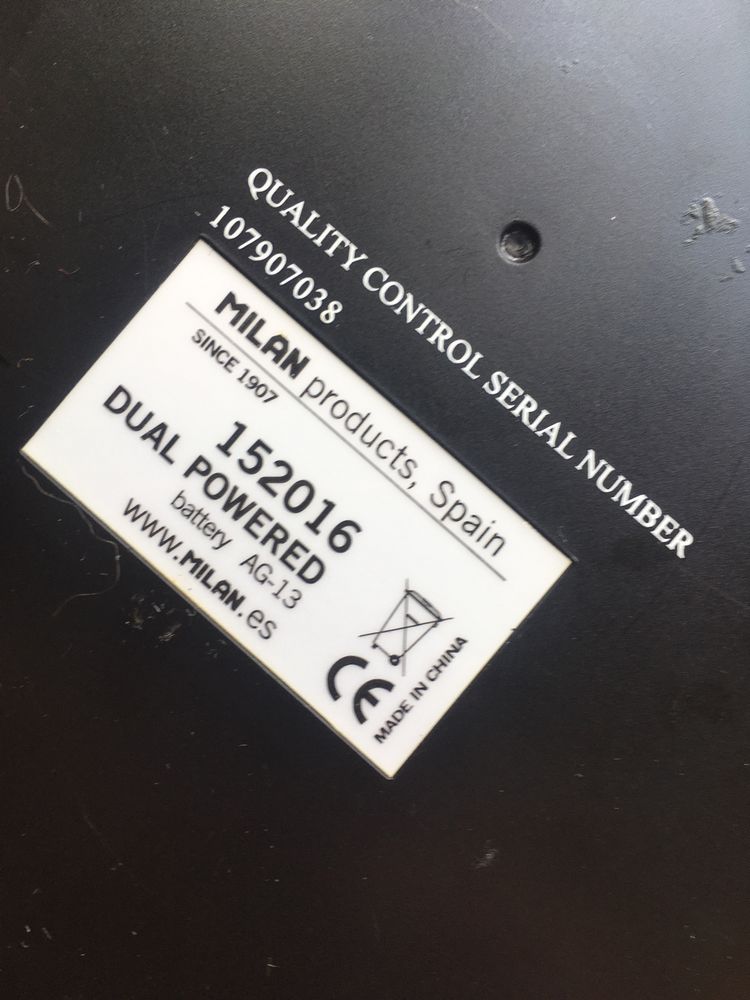 QUALITY CONTROL SERIAL NUMBER
107907038
MILAN products, Spain
SINCE 1907
152016
DUAL POWERED
battery AG-13
www.MILAN.es
CE
MADE IN CHINA